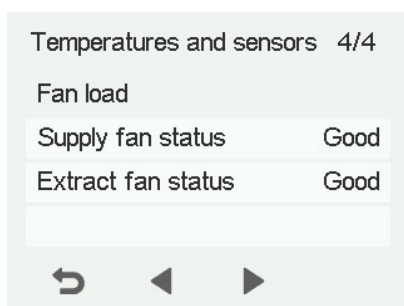 Temperatures and sensors 4/4
Fan load
Supply fan status Good
Extract fan status Good